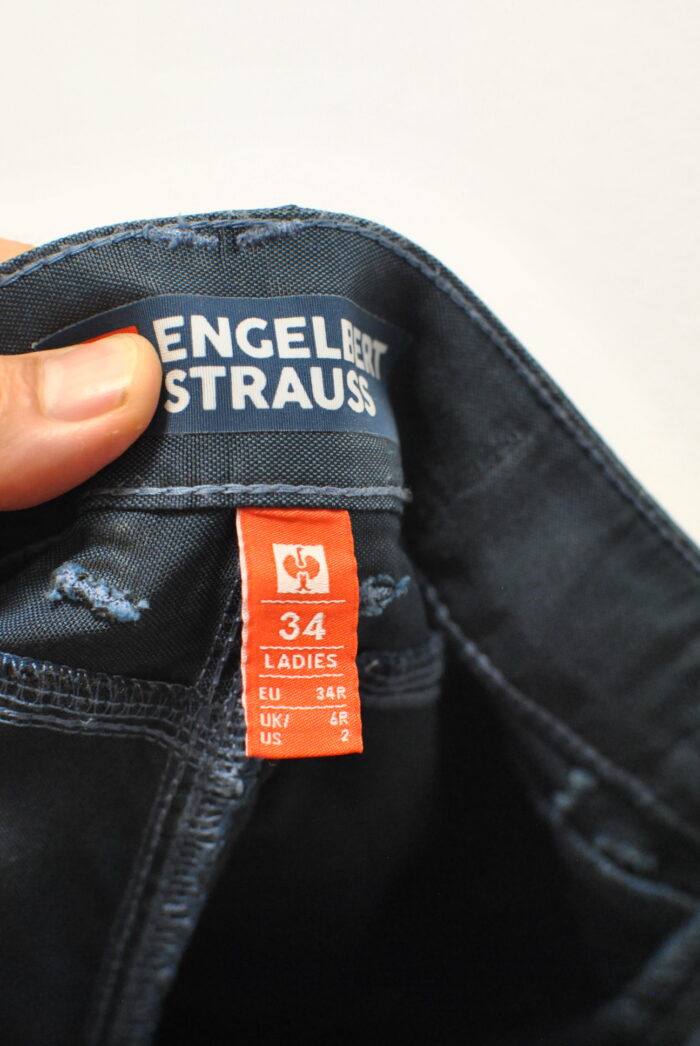 ENGELBERT
STRAUSS
34
LADIES
EU 34R
UK/ 6R
US 2